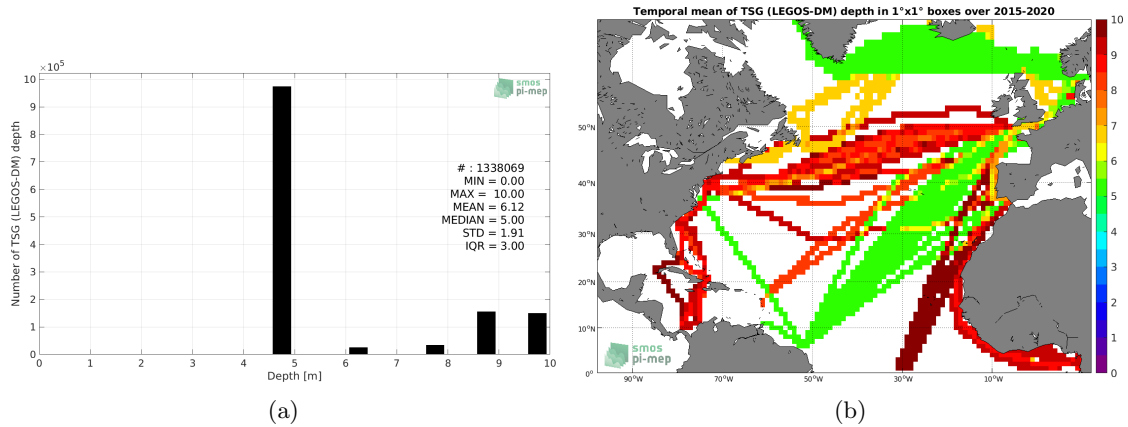 Temporal mean of TSG (LEGOS-DM) depth in 1°x1° boxes over 2015-2020
×10⁵
10
9
8
7
6
5
4
3
2
1
0
Number of TSG (LEGOS-DM) depth
smos
pi-mep
# : 1338069
MIN = 0.00
MAX = 10.00
MEAN = 6.12
MEDIAN = 5.00
STD = 1.91
IQR = 3.00
0 1 2 3 4 5 6 7 8 9 10
Depth [m]
(a)
50°N
40°N
30°N
20°N
10°N
0°
smos
pi-mep
90°W 70°W 50°W 30°W 10°W
10
9
8
7
6
5
4
3
2
1
0
(b)